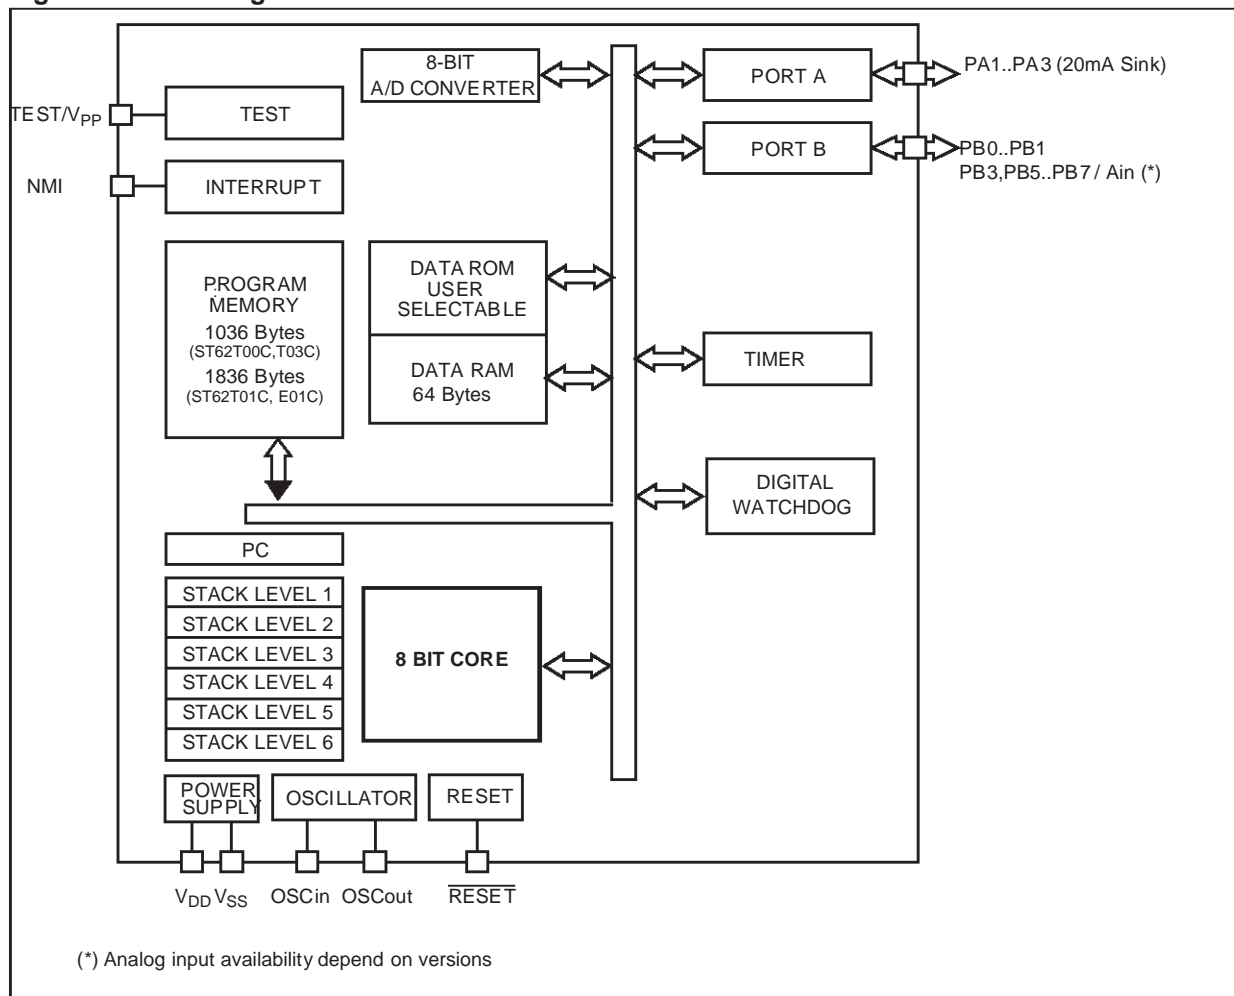 8-BIT
A/D CONVERTER
PORT A
PA1..PA3 (20mA Sink)
TEST/VPP
TEST
PORT B
PB0..PB1
PB3,PB5..PB7 / Ain (*)
NMI
INTERRUPT
PROGRAM
MEMORY
1036 Bytes
(ST62T00C,T03C)
1836 Bytes
(ST62T01C, E01C)
DATA ROM
USER
SELECTABLE
DATA RAM
64 Bytes
TIMER
DIGITAL
WATCHDOG
PC
STACK LEVEL 1
STACK LEVEL 2
STACK LEVEL 3
STACK LEVEL 4
STACK LEVEL 5
STACK LEVEL 6
8 BIT CORE
POWER
SUPPLY
OSCILLATOR
RESET
VDD VSS OSCin OSCout RESET
(*) Analog input availability depend on versions